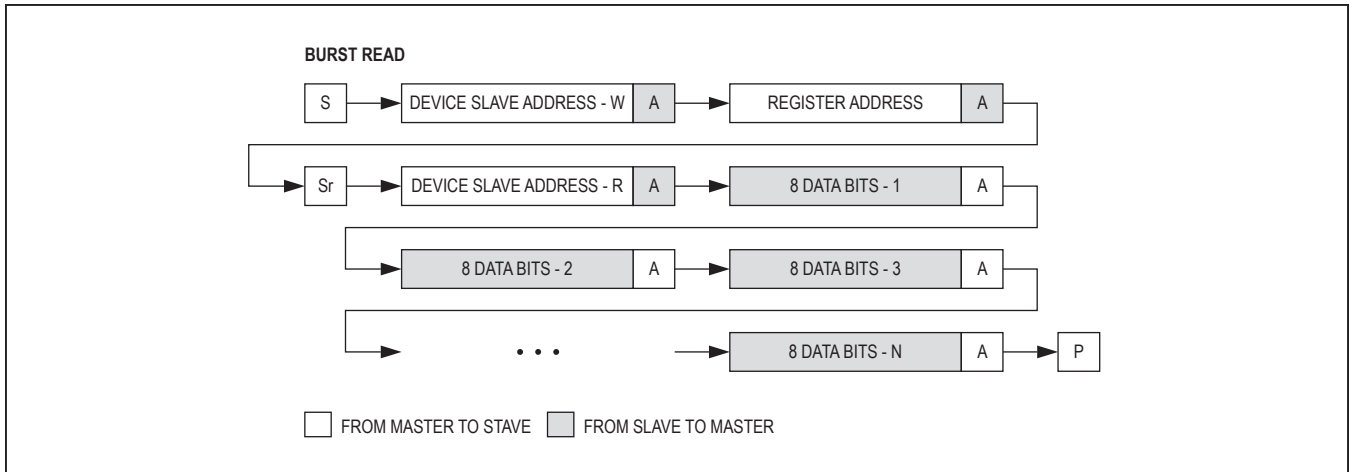 BURST READ
S DEVICE SLAVE ADDRESS - W A REGISTER ADDRESS A
Sr DEVICE SLAVE ADDRESS - R A 8 DATA BITS - 1 A
8 DATA BITS - 2 A 8 DATA BITS - 3 A
• • • 8 DATA BITS - N A P
FROM MASTER TO STAVE FROM SLAVE TO MASTER